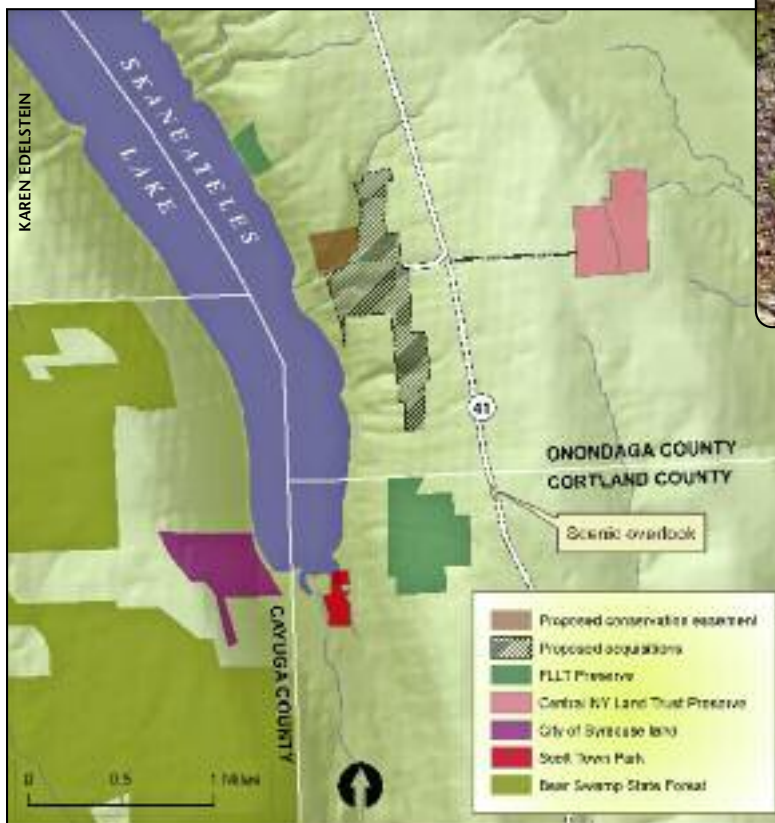 KAREN EDELSTEIN
SKANEATELES
LAKE
41
ONONDAGA COUNTY
CORTLAND COUNTY
Scenic overlook
CAYUGA COUNTY
Proposed conservation easement
Proposed acquisitions
FLLT Preserve
Central NY Land Trust Preserve
City of Syracuse land
Scott Town Park
Bear Swamp State Forest
0 0.5 1 Miles